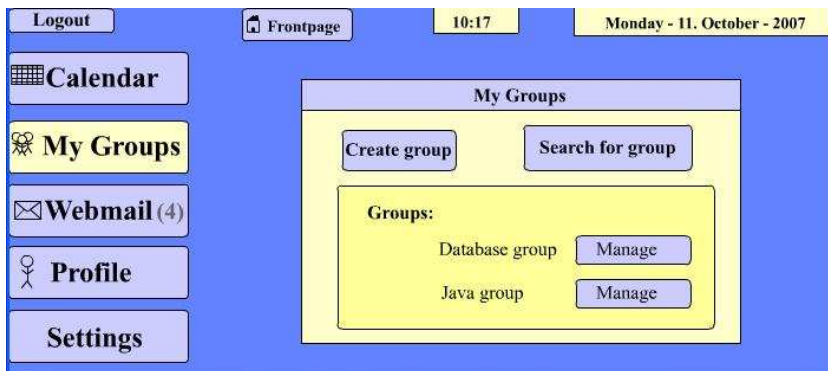 Logout
Frontpage
10:17
Monday - 11. October - 2007
Calendar
My Groups
Webmail (4)
Profile
Settings
My Groups
Create group
Search for group
Groups:
Database group
Manage
Java group
Manage